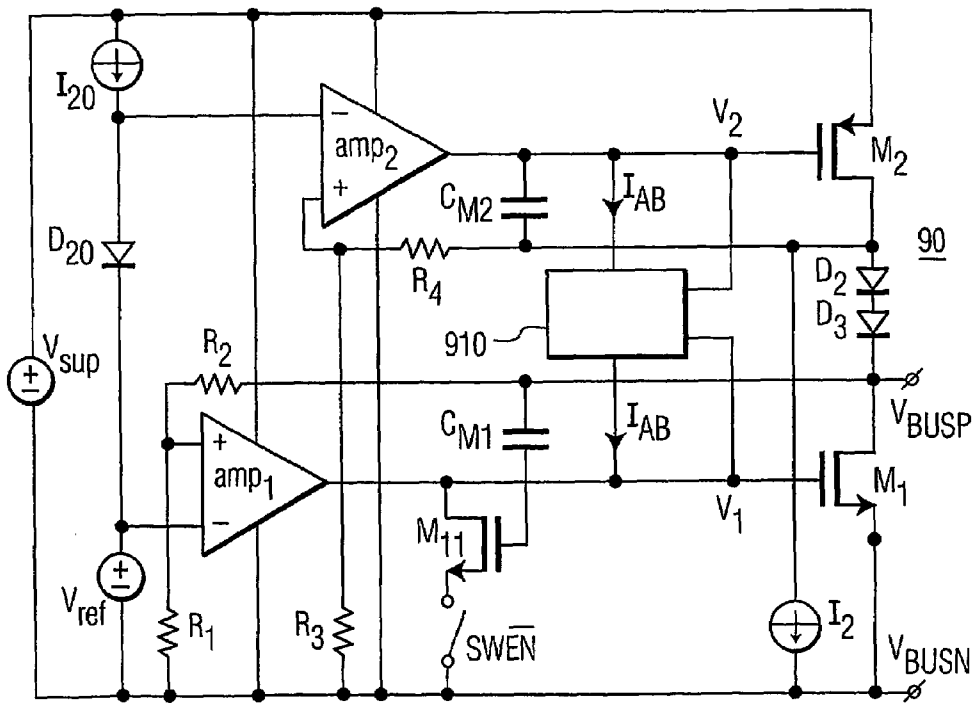 I20
−
amp2
+
V2
M2
CM2
IAB
90
D20
R4
D2
D3
910
Vsup
R2
VBUSP
CM1
IAB
+
amp1
−
M11
V1
M1
Vref
R1
R3
SWEN̅
I2
VBUSN